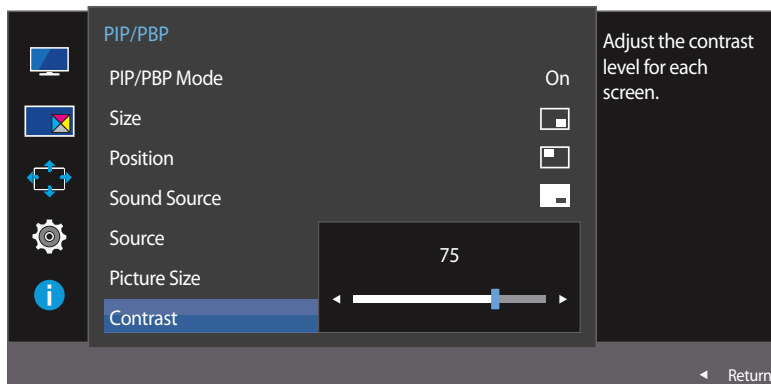 PIP/PBP
PIP/PBP Mode On
Size
Position
Sound Source
Source
Picture Size
Contrast
75
Adjust the contrast
level for each
screen.
Return